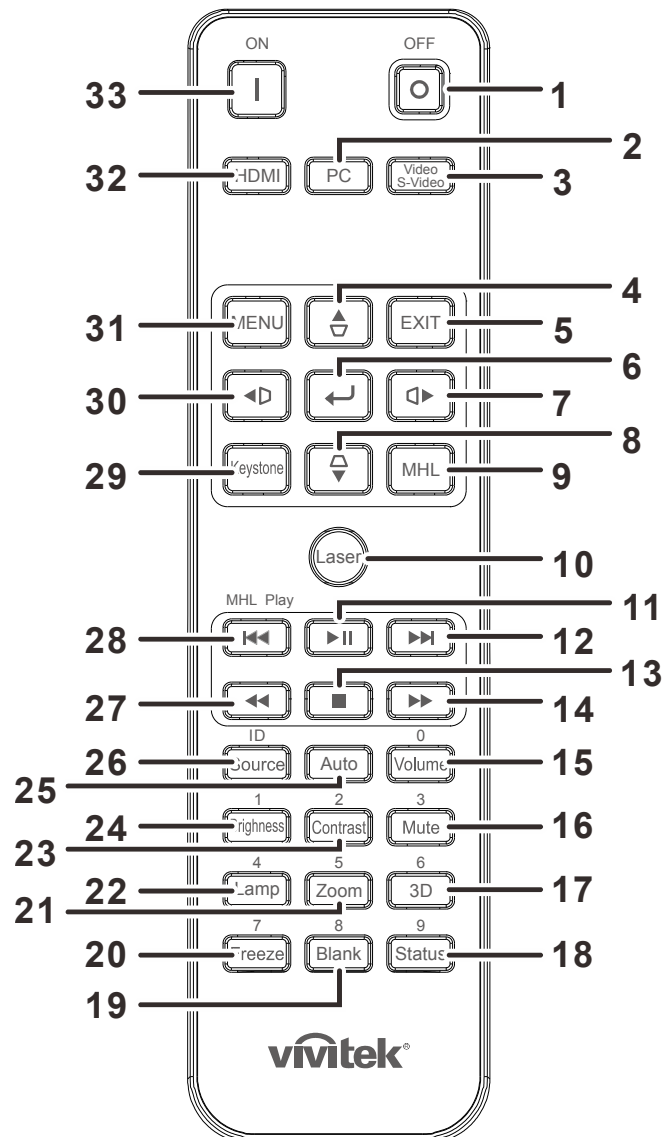 ON OFF
33 1
2
32 HDMI PC Video
S-Video 3
4
31 MENU EXIT 5
6
30 7
8
29 Keystone MHL 9
Laser 10
MHL Play 11
28 12
13
27 14
ID 0
26 Source Auto Volume 15
25
1 2 3
24 Brighness Contrast Mute 16
23
4 5 6
22 Lamp Zoom 3D 17
21
7 8 9
20 Freeze Blank Status 18
19
vivitek®